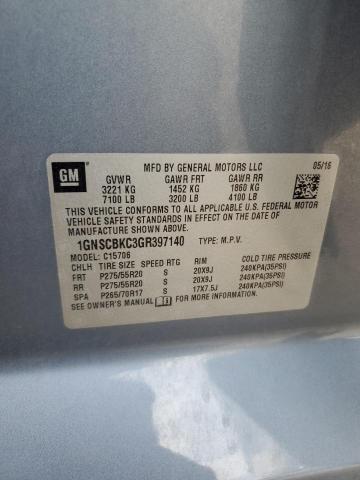 GM
MFD BY GENERAL MOTORS LLC
05/16
GVWR GAWR FRT GAWR RR
3221 KG 1452 KG 1860 KG
7100 LB 3200 LB 4100 LB
THIS VEHICLE CONFORMS TO ALL APPLICABLE U.S. FEDERAL MOTOR
VEHICLE SAFETY AND THEFT PREVENTION STANDARDS IN EFFECT ON THE DATE OF
MANUFACTURE SHOWN ABOVE.
1GNSCBKC3GR397140 TYPE: M.P.V.
MODEL: C15706
CHLH TIRE SIZE SPEED RTG RIM COLD TIRE PRESSURE
FRT P275/55R20 S 20X9J 240KPA(35PSI)
RR P275/55R20 S 20X9J 240KPA(35PSI)
SPA P265/70R17 S 17X7.5J 240KPA(35PSI)
SEE OWNER'S MANUAL FOR MORE INFORMATION.